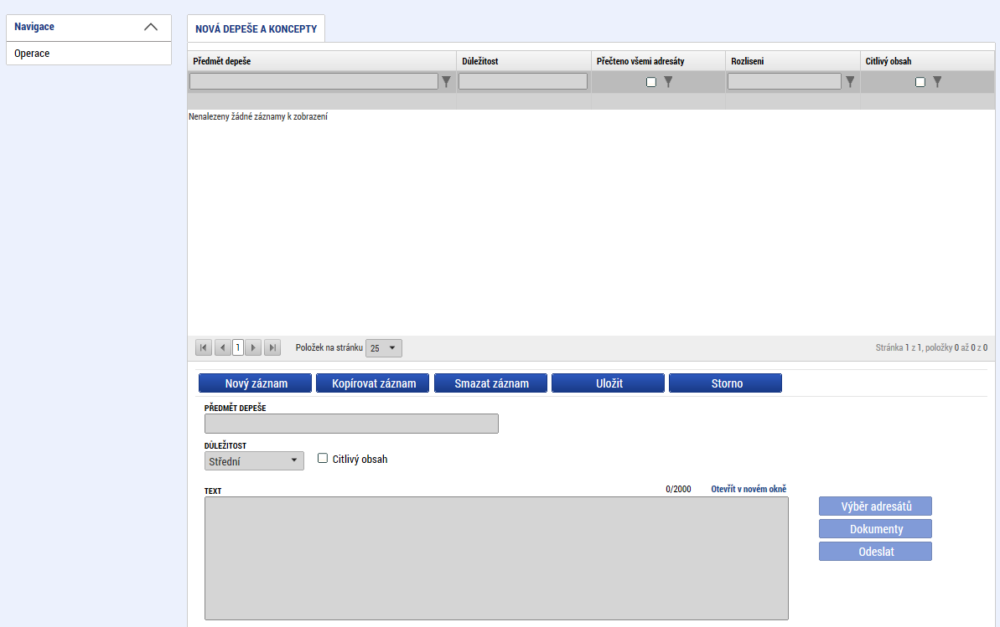 Navigace
Operace
NOVÁ DEPEŠE A KONCEPTY
Předmět depeše Důležitost Přečteno všemi adresáty Rozliseni Citlivý obsah
Nenalezeny žádné záznamy k zobrazení
1 Položek na stránku 25 Stránka 1 z 1, položky 0 až 0 z 0
Nový záznam Kopírovat záznam Smazat záznam Uložit Storno
PŘEDMĚT DEPEŠE
DŮLEŽITOST
Střední Citlivý obsah
TEXT 0/2000 Otevřít v novém okně
Výběr adresátů
Dokumenty
Odeslat